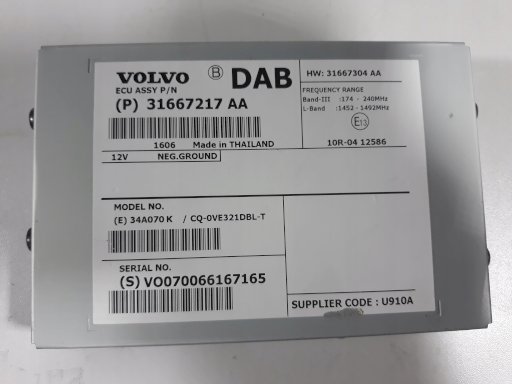 VOLVO Ⓑ DAB
ECU ASSY P/N
(P) 31667217 AA
1606 Made in THAILAND
12V NEG.GROUND
HW: 31667304 AA
FREQUENCY RANGE
Band-III :174 - 240MHz
L-Band :1452 - 1492MHz
E13
10R-04 12586
MODEL NO.
(E) 34A070 K / CQ-0VE321DBL-T
SERIAL NO.
(S) VO070066167165
SUPPLIER CODE : U910A